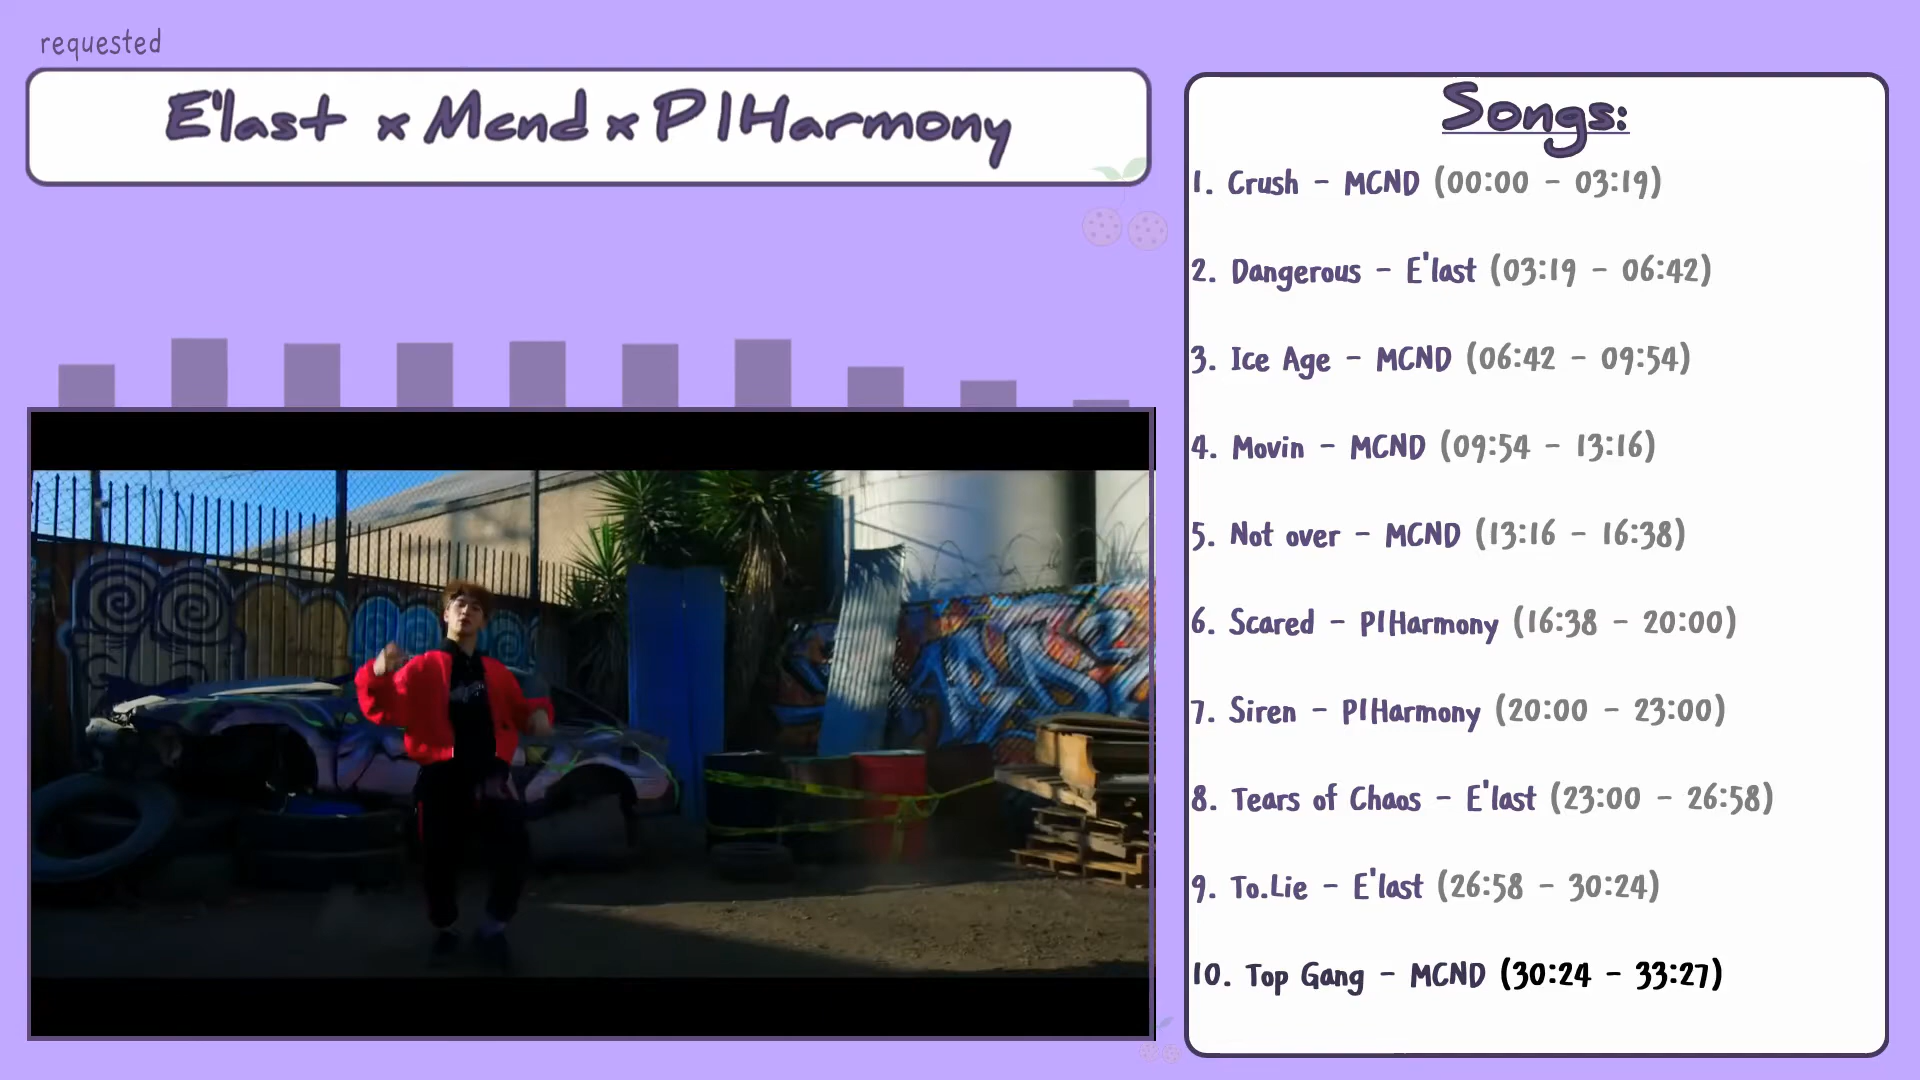 requested
E'last x Mcnd x P1Harmony
Songs:
1. Crush - MCND (00:00 - 03:19)
2. Dangerous - E'last (03:19 - 06:42)
3. Ice Age - MCND (06:42 - 09:54)
4. Movin - MCND (09:54 - 13:16)
5. Not over - MCND (13:16 - 16:38)
6. Scared - P1Harmony (16:38 - 20:00)
7. Siren - P1Harmony (20:00 - 23:00)
8. Tears of Chaos - E'last (23:00 - 26:58)
9. To.Lie - E'last (26:58 - 30:24)
10. Top Gang - MCND (30:24 - 33:27)